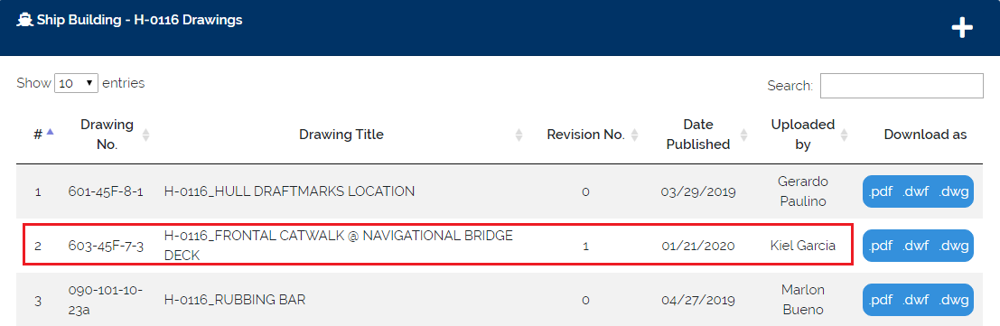 Ship Building - H-0116 Drawings
Show 10 entries
Search:
# Drawing No. Drawing Title Revision No. Date Published Uploaded by Download as
1 601-45F-8-1 H-0116_HULL DRAFTMARKS LOCATION 0 03/29/2019 Gerardo Paulino .pdf .dwf .dwg
2 603-45F-7-3 H-0116_FRONTAL CATWALK @ NAVIGATIONAL BRIDGE DECK 1 01/21/2020 Kiel Garcia .pdf .dwf .dwg
3 090-101-10-23a H-0116_RUBBING BAR 0 04/27/2019 Marlon Bueno .pdf .dwf .dwg